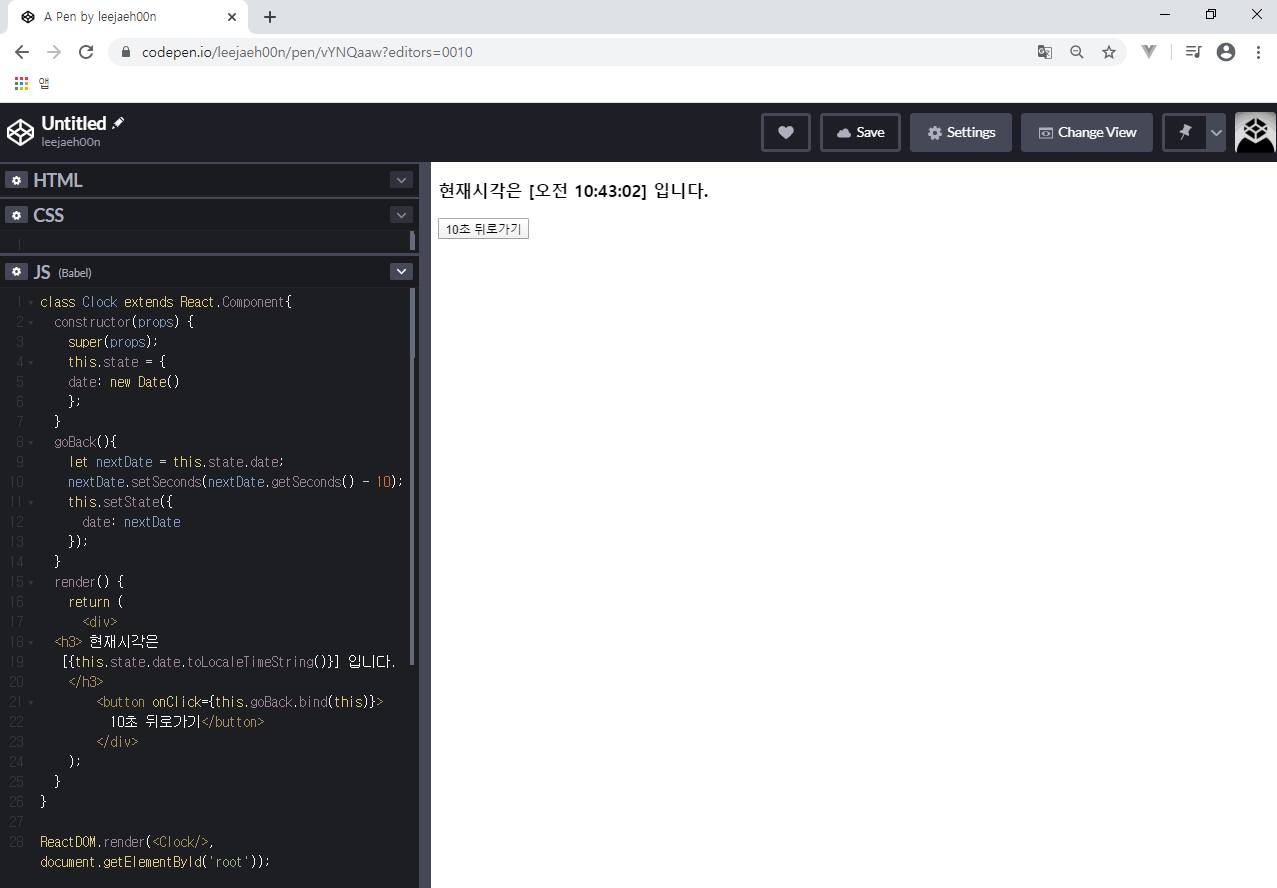 A Pen by leejaeh00n
codepen.io/leejaeh00n/pen/vYNQaaw?editors=0010
앱
Untitled
leejaeh00n
Save
Settings
Change View
HTML
CSS
1
JS (Babel)
1 class Clock extends React.Component{
2 constructor(props) {
3 super(props);
4 this.state = {
5 date: new Date()
6 };
7 }
8 goBack(){
9 let nextDate = this.state.date;
10 nextDate.setSeconds(nextDate.getSeconds() - 10);
11 this.setState({
12 date: nextDate
13 });
14 }
15 render() {
16 return (
17 <div>
18 <h3> 현재시각은
19 [{this.state.date.toLocaleTimeString()}] 입니다.
20 </h3>
21 <button onClick={this.goBack.bind(this)}>
22 10초 뒤로가기</button>
23 </div>
24 );
25 }
26 }
27
28 ReactDOM.render(<Clock/>,
document.getElementById('root'));
현재시각은 [오전 10:43:02] 입니다.
10초 뒤로가기